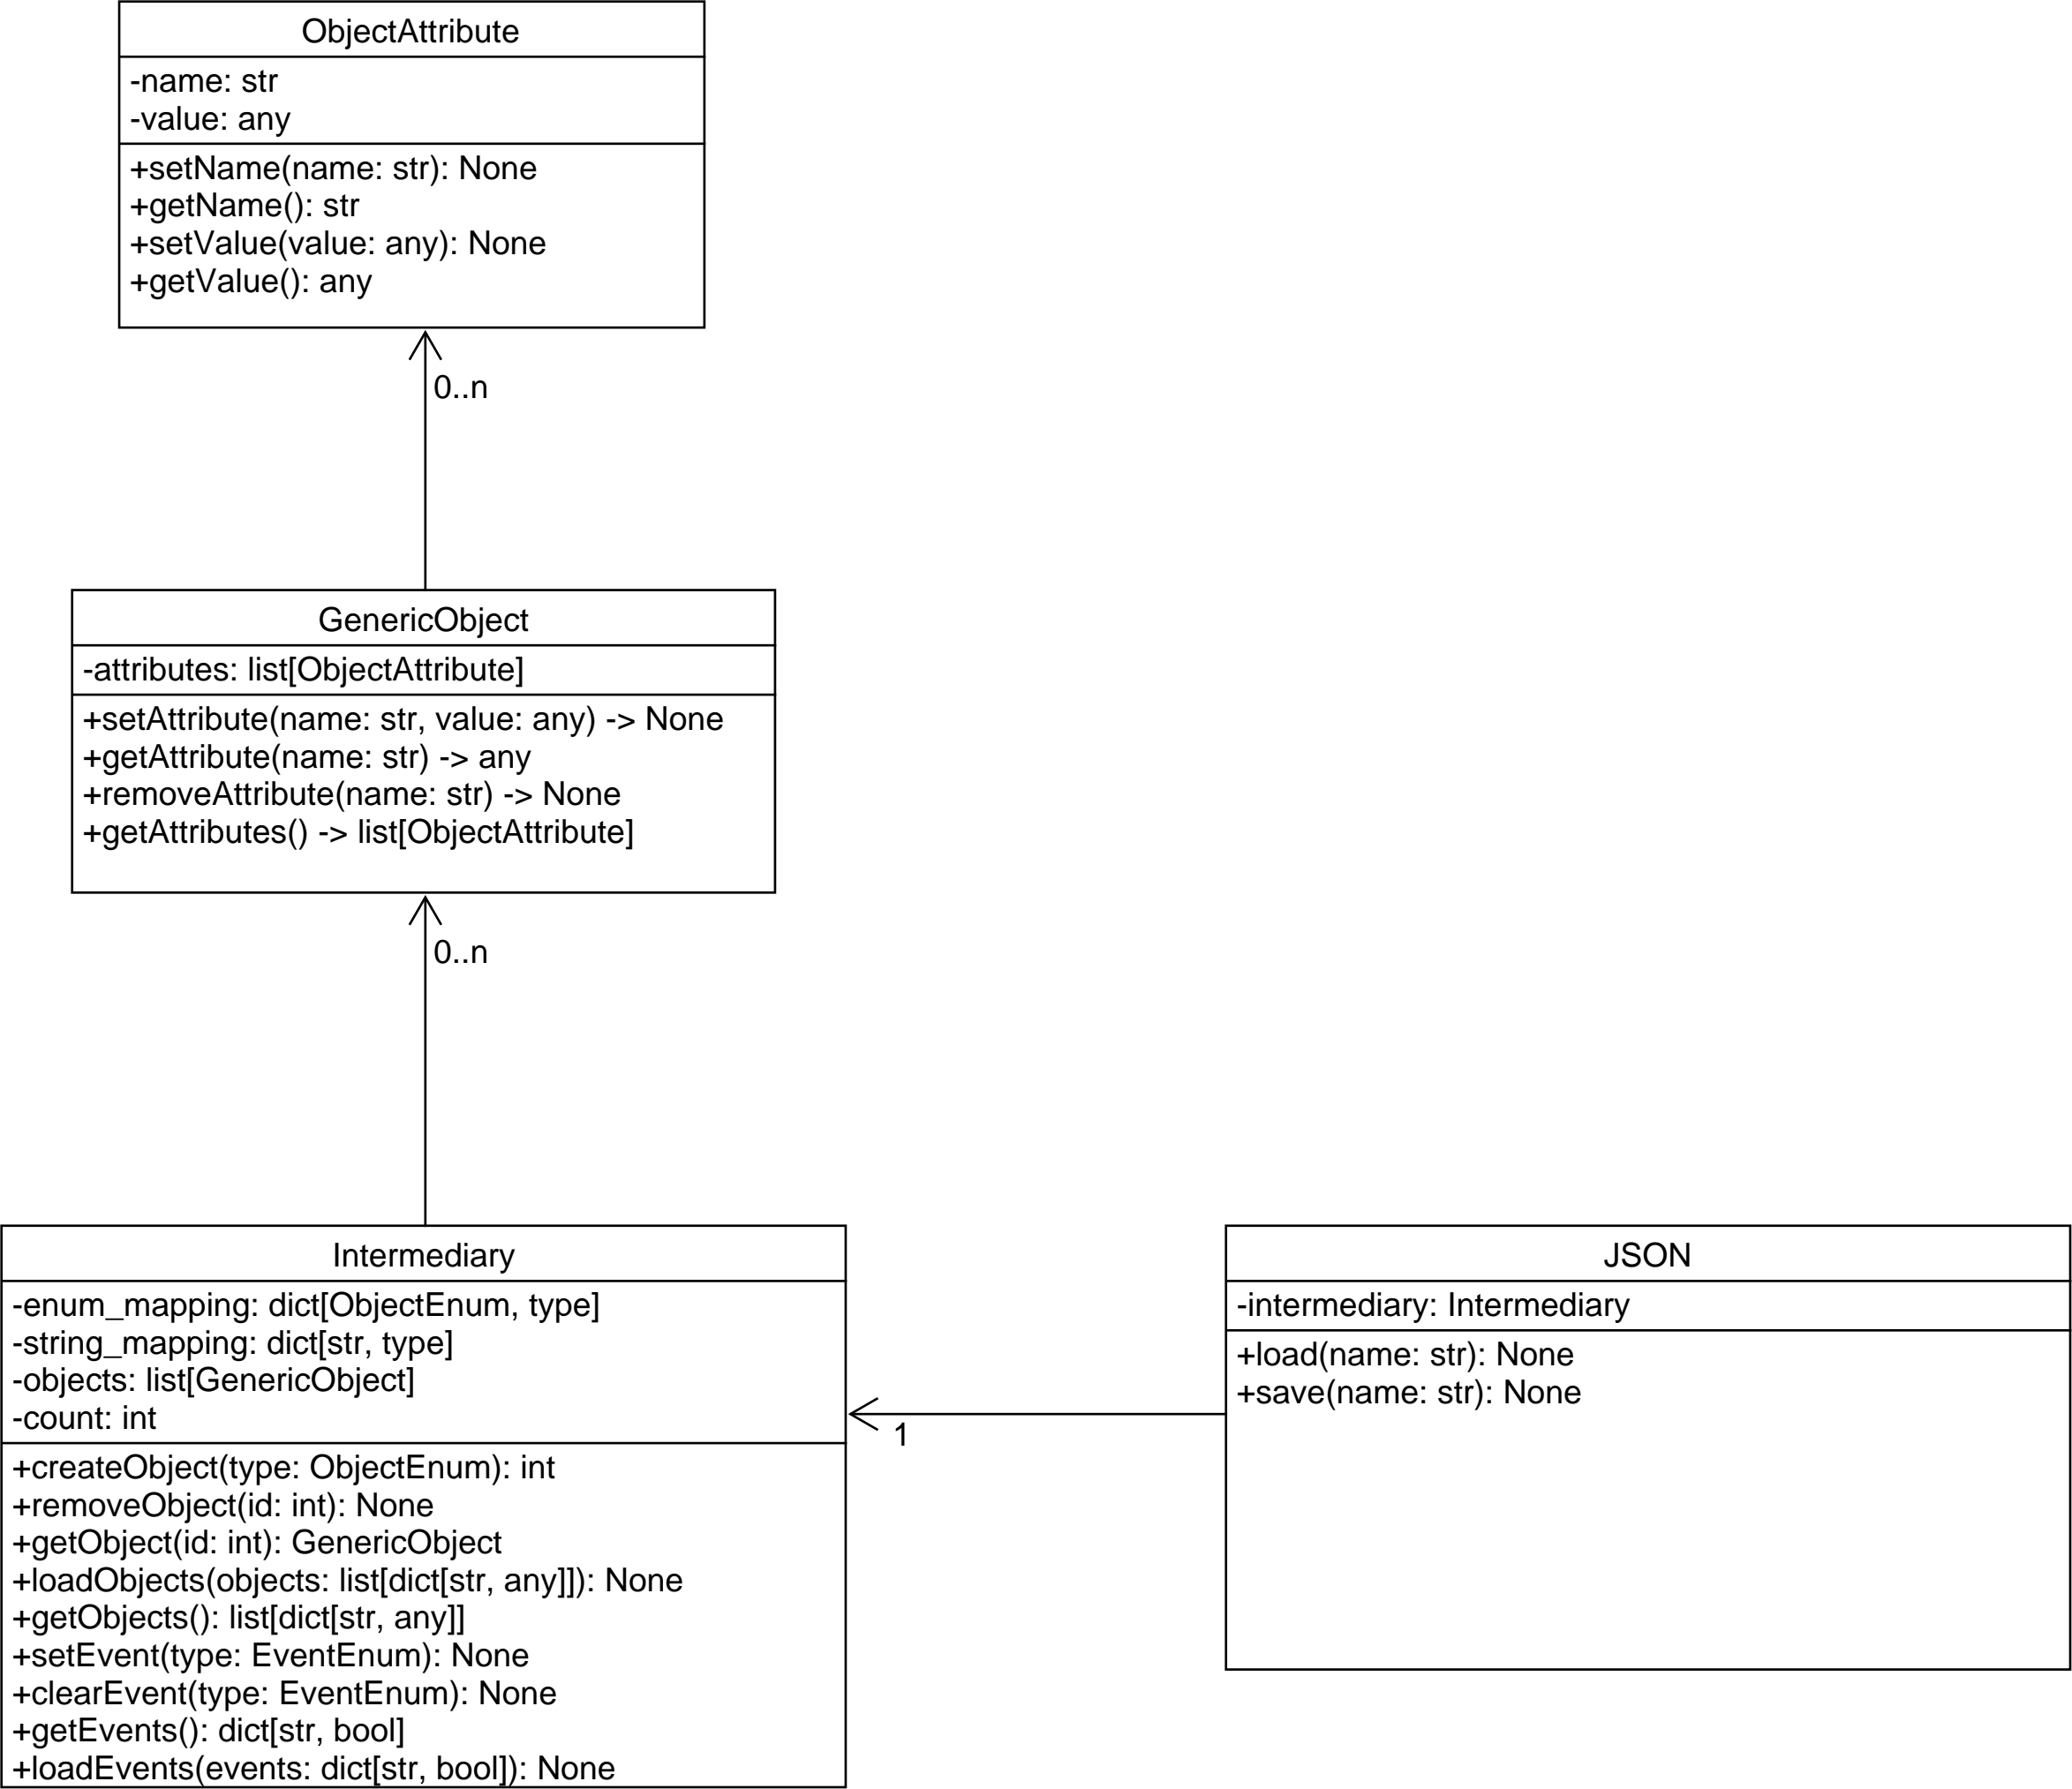 ObjectAttribute
-name: str
-value: any
+setName(name: str): None
+getName(): str
+setValue(value: any): None
+getValue(): any
0..n
GenericObject
-attributes: list[ObjectAttribute]
+setAttribute(name: str, value: any) -> None
+getAttribute(name: str) -> any
+removeAttribute(name: str) -> None
+getAttributes() -> list[ObjectAttribute]
0..n
Intermediary
-enum_mapping: dict[ObjectEnum, type]
-string_mapping: dict[str, type]
-objects: list[GenericObject]
-count: int
+createObject(type: ObjectEnum): int
+removeObject(id: int): None
+getObject(id: int): GenericObject
+loadObjects(objects: list[dict[str, any]]): None
+getObjects(): list[dict[str, any]]
+setEvent(type: EventEnum): None
+clearEvent(type: EventEnum): None
+getEvents(): dict[str, bool]
+loadEvents(events: dict[str, bool]): None
1
JSON
-intermediary: Intermediary
+load(name: str): None
+save(name: str): None